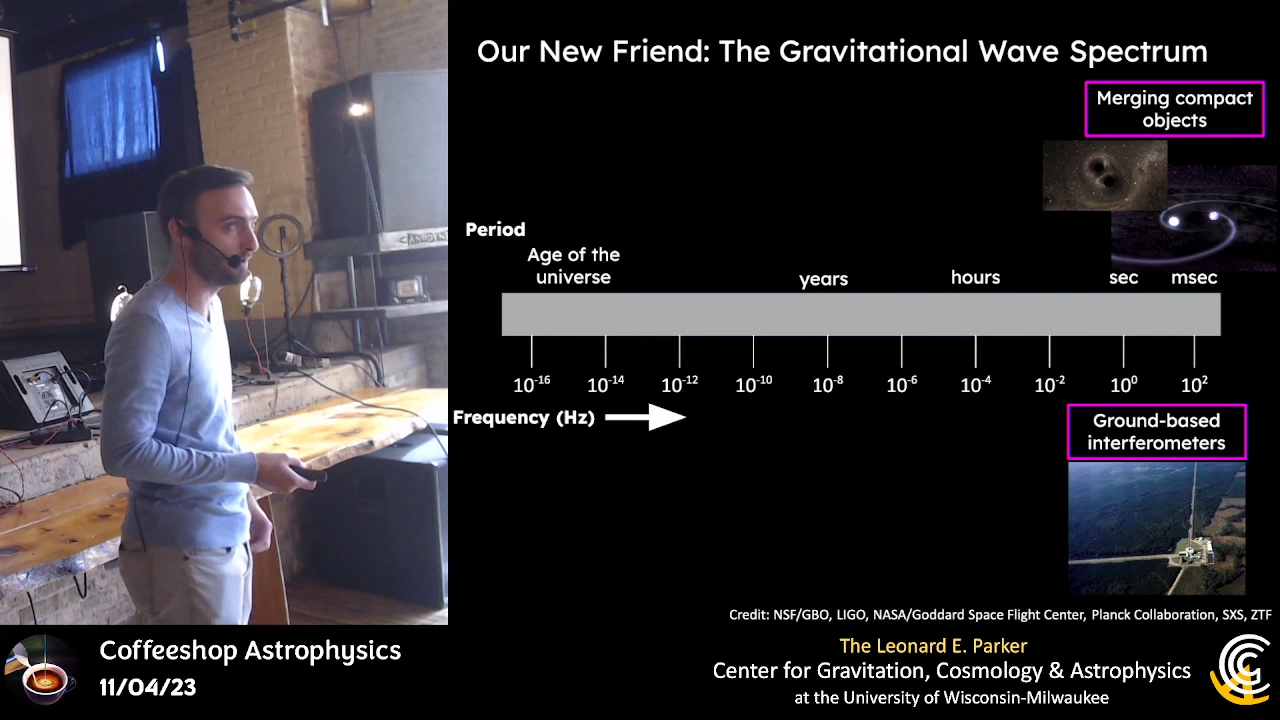 Our New Friend: The Gravitational Wave Spectrum
Merging compact
objects
Period
Age of the
universe
years
hours
sec
msec
10⁻¹⁶
10⁻¹⁴
10⁻¹²
10⁻¹⁰
10⁻⁸
10⁻⁶
10⁻⁴
10⁻²
10⁰
10²
Frequency (Hz)
Ground-based
interferometers
Credit: NSF/GBO, LIGO, NASA/Goddard Space Flight Center, Planck Collaboration, SXS, ZTF
Coffeeshop Astrophysics
11/04/23
The Leonard E. Parker
Center for Gravitation, Cosmology & Astrophysics
at the University of Wisconsin-Milwaukee